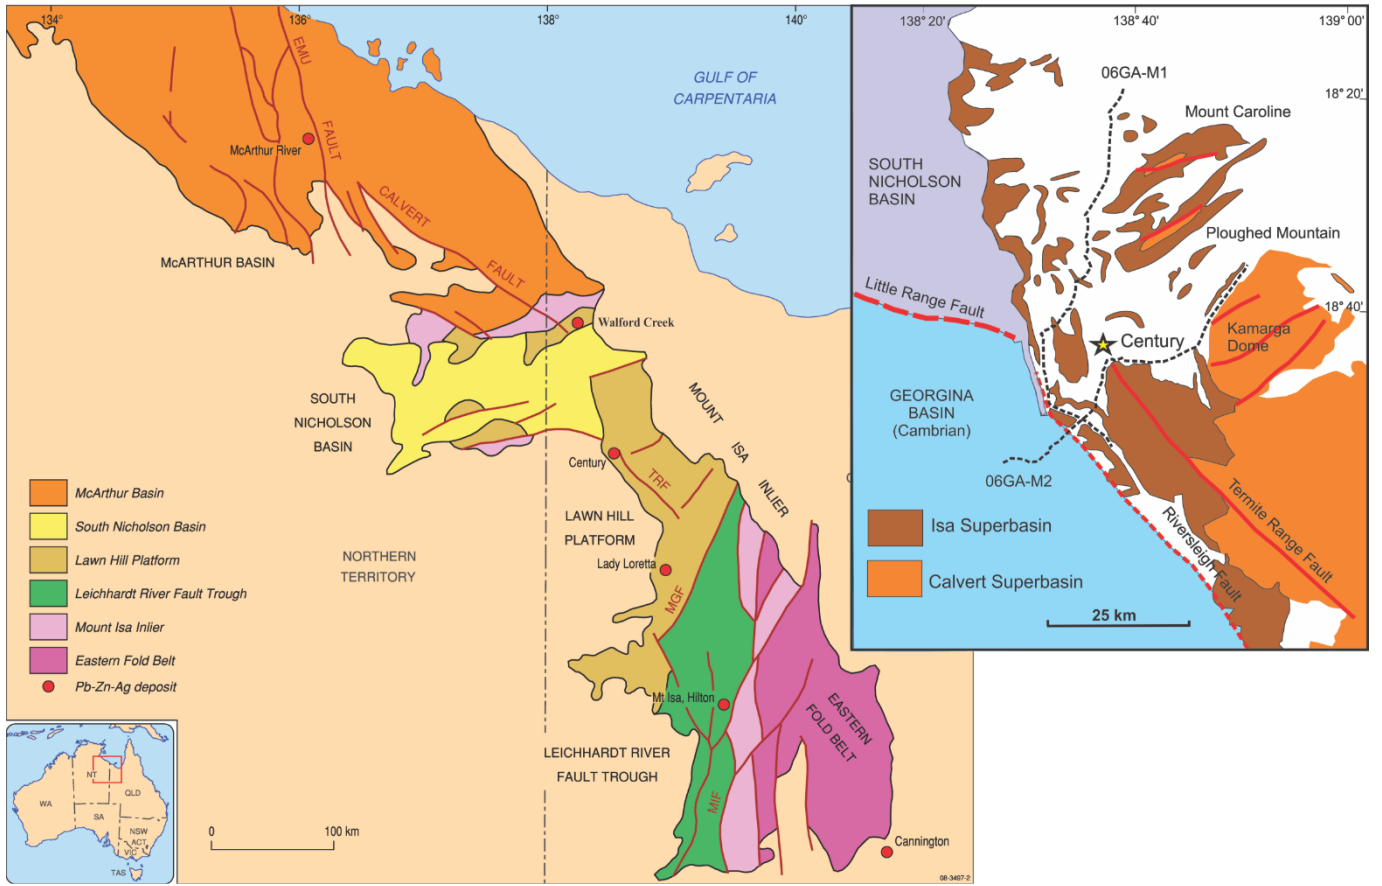 134°
136°
138°
140°
EMU
FAULT
McArthur River
CALVERT
FAULT
McARTHUR BASIN
GULF OF
CARPENTARIA
Walford Creek
SOUTH
NICHOLSON
BASIN
MOUNT
ISA
INLIER
Century
TRF
LAWN HILL
PLATFORM
Lady Loretta
NORTHERN
TERRITORY
MGF
Mt Isa, Hilton
EASTERN
FOLD BELT
LEICHHARDT RIVER
FAULT TROUGH
MIF
Cannington
McArthur Basin
South Nicholson Basin
Lawn Hill Platform
Leichhardt River Fault Trough
Mount Isa Inlier
Eastern Fold Belt
Pb-Zn-Ag deposit
NT
WA
QLD
SA
NSW
ACT
VIC
TAS
0
100 km
08-3497-2
138°20'
138°40'
139°00'
06GA-M1
18°20'
Mount Caroline
SOUTH
NICHOLSON
BASIN
Ploughed Mountain
Little Range Fault
18°40'
Kamarga
Dome
Century
GEORGINA
BASIN
(Cambrian)
06GA-M2
Termite Range Fault
Riversleigh Fault
Isa Superbasin
Calvert Superbasin
25 km